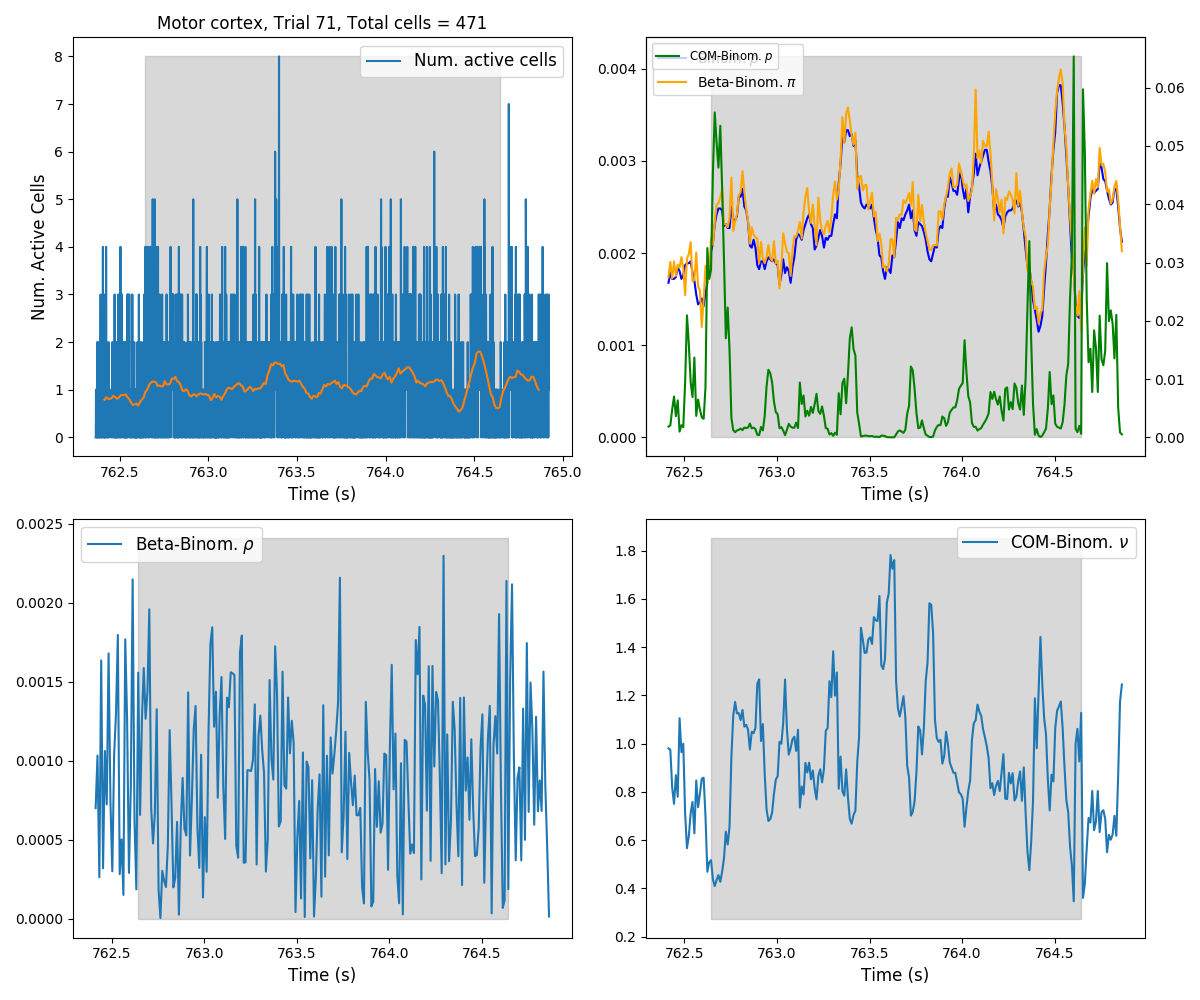 Motor cortex, Trial 71, Total cells = 471
Num. active cells
Num. Active Cells
8
7
6
5
4
3
2
1
0
762.5 763.0 763.5 764.0 764.5 765.0
Time (s)
COM-Binom. p
Beta-Binom. π
0.004
0.003
0.002
0.001
0.000
0.06
0.05
0.04
0.03
0.02
0.01
0.00
762.5 763.0 763.5 764.0 764.5
Time (s)
Beta-Binom. ρ
0.0025
0.0020
0.0015
0.0010
0.0005
0.0000
762.5 763.0 763.5 764.0 764.5
Time (s)
COM-Binom. ν
1.8
1.6
1.4
1.2
1.0
0.8
0.6
0.4
0.2
762.5 763.0 763.5 764.0 764.5
Time (s)